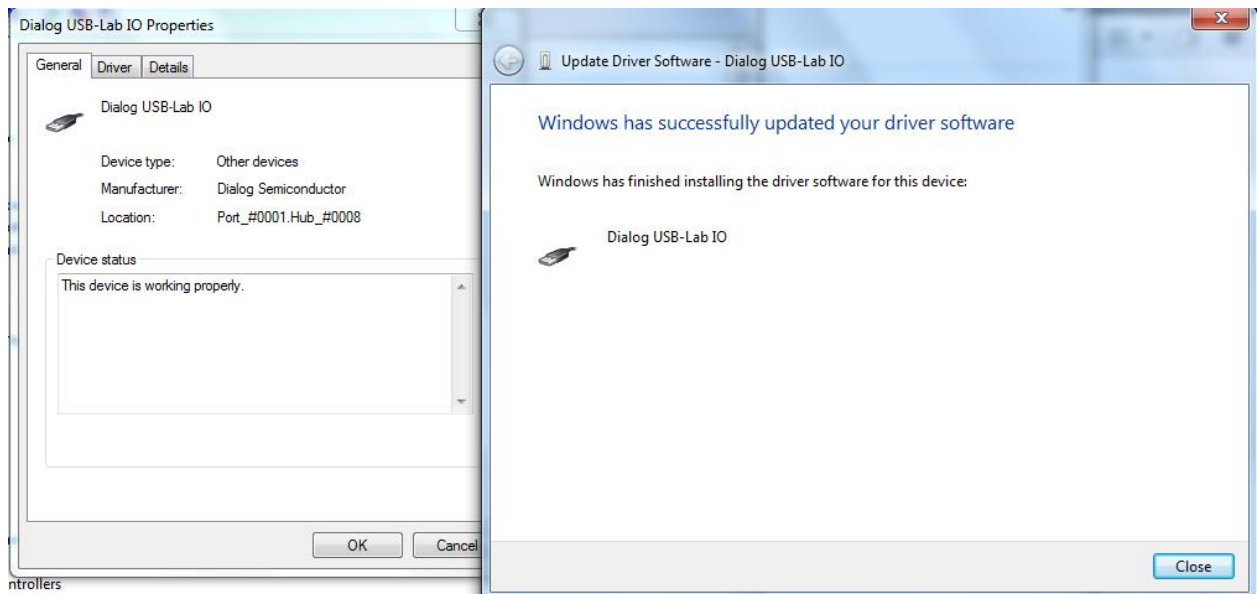 Dialog USB-Lab IO Properties
General Driver Details
Dialog USB-Lab IO
Device type: Other devices
Manufacturer: Dialog Semiconductor
Location: Port_#0001.Hub_#0008
Device status
This device is working properly.
OK Cancel
ntrollers
Update Driver Software - Dialog USB-Lab IO
Windows has successfully updated your driver software
Windows has finished installing the driver software for this device:
Dialog USB-Lab IO
Close